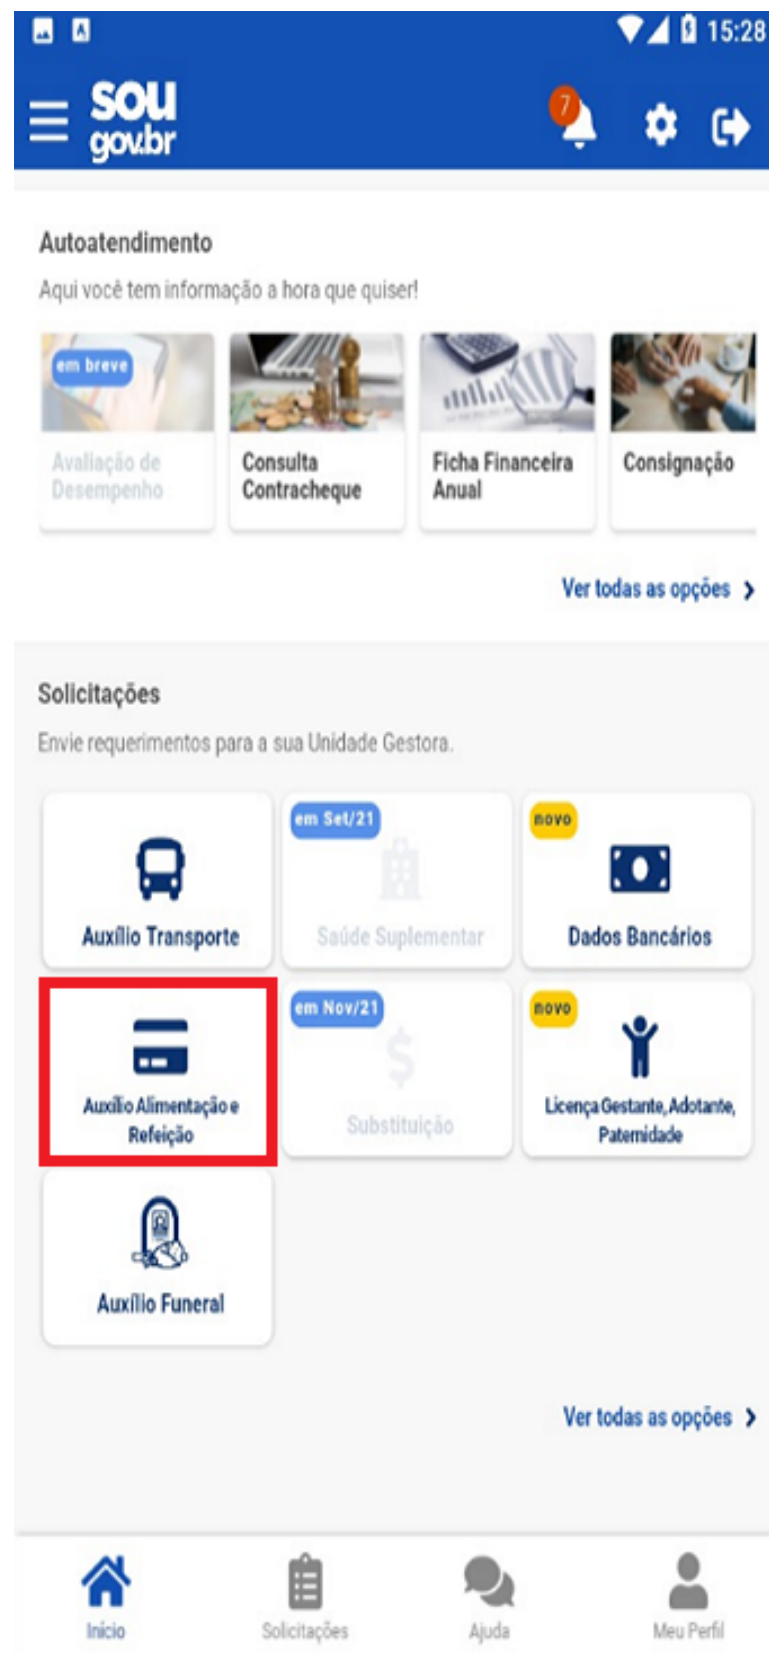 15:28
sou
gov.br
7
Autoatendimento
Aqui você tem informação a hora que quiser!
em breve
Avaliação de
Desempenho
Consulta
Contracheque
Ficha Financeira
Anual
Consignação
Ver todas as opções
Solicitações
Envie requerimentos para a sua Unidade Gestora.
Auxílio Transporte
em Set/21
Saúde Suplementar
novo
Dados Bancários
Auxílio Alimentação e
Refeição
em Nov/21
Substituição
novo
Licença Gestante, Adotante,
Paternidade
Auxílio Funeral
Ver todas as opções
Início
Solicitações
Ajuda
Meu Perfil